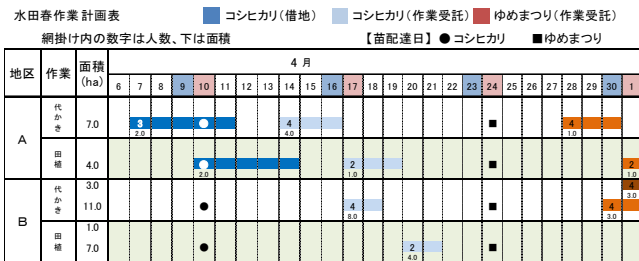 水田春作業計画表 コシヒカリ(借地) コシヒカリ(作業受託) ゆめまつり(作業受託)
網掛け内の数字は人数、下は面積 【苗配達日】 ●コシヒカリ ■ゆめまつり
地区 作業 面積(ha) 4月
6 7 8 9 10 11 12 13 14 15 16 17 18 19 20 21 22 23 24 25 26 27 28 29 30 1
A 代かき 7.0 3 ● 4 ■ 4
2.0 4.0 1.0
田植 4.0 ● 2 ■ 2
2.0 1.0 1.0
B 代かき 3.0 4
3.0
11.0 ● 4 ■ 4
8.0 3.0
田植 1.0
7.0 ● 2 ■
4.0